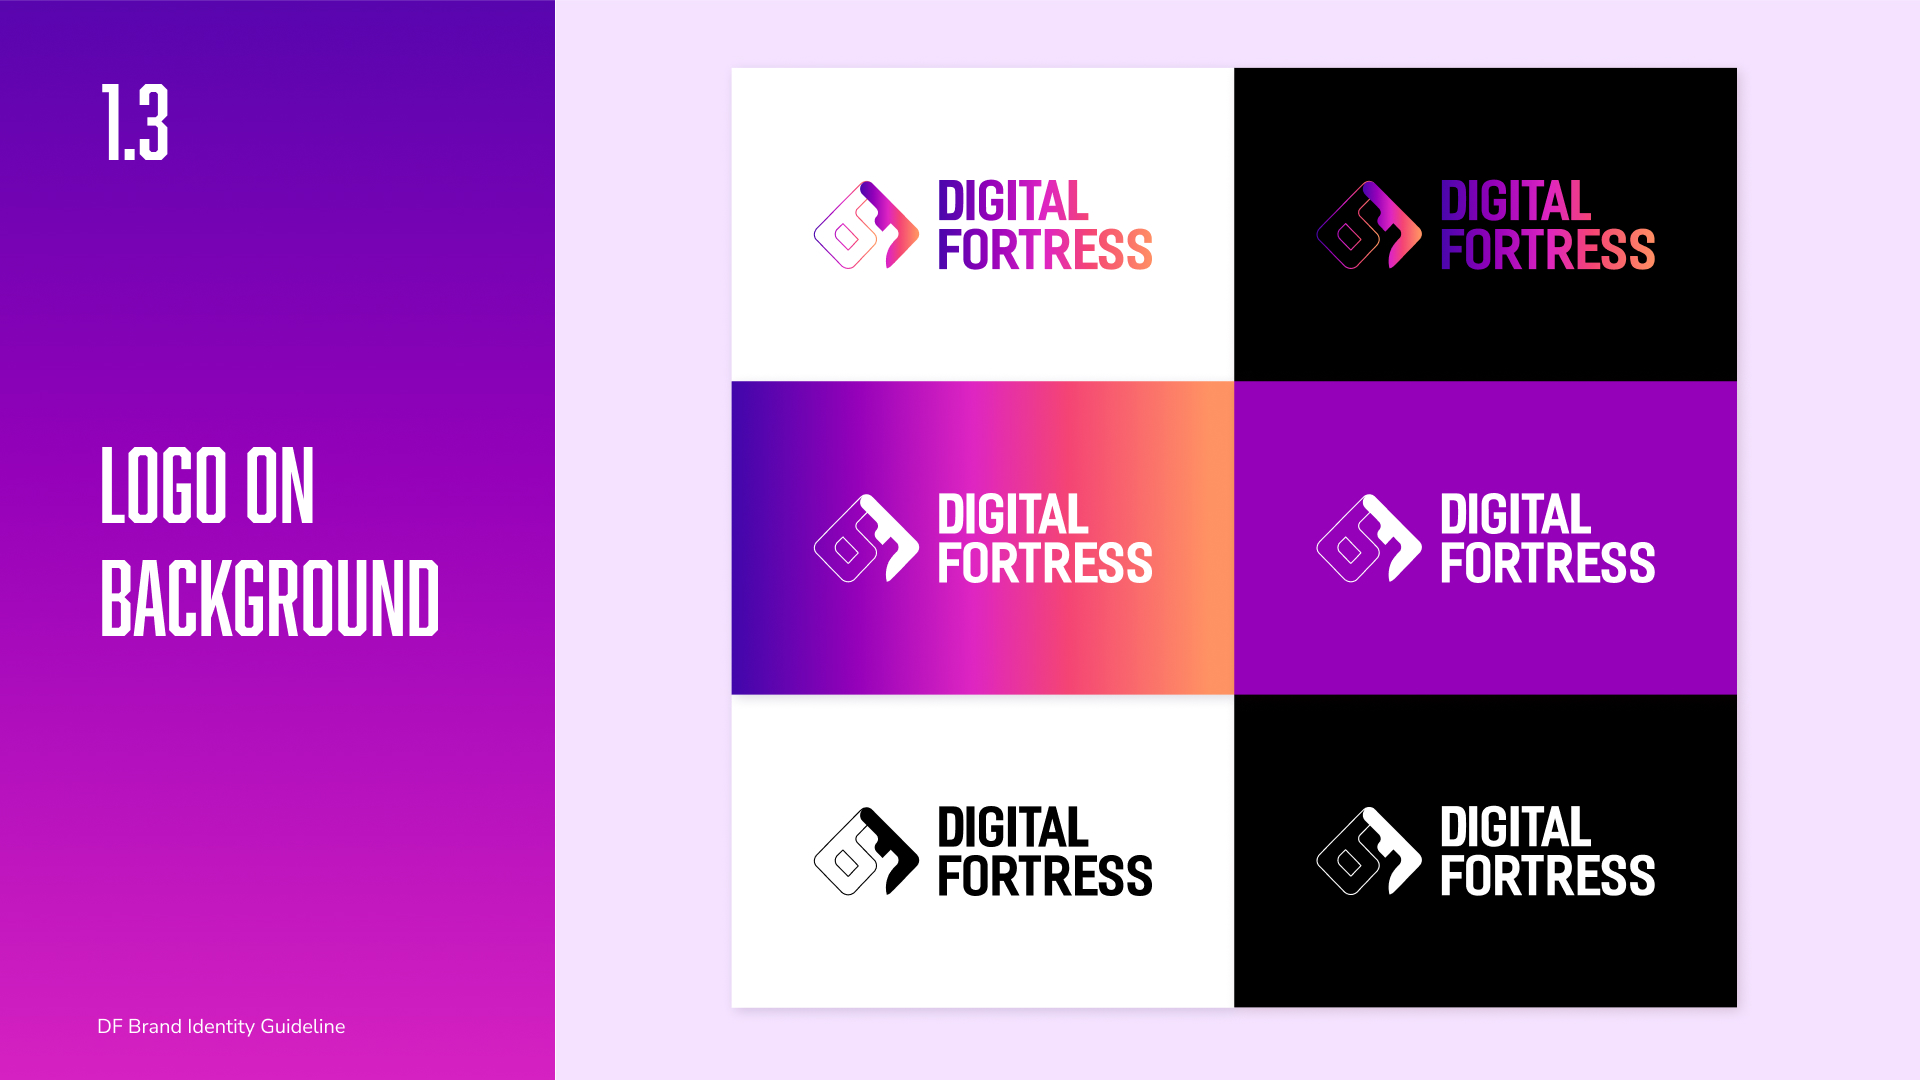 1.3
LOGO ON
BACKGROUND
DF Brand Identity Guideline
DIGITAL
FORTRESS
DIGITAL
FORTRESS
DIGITAL
FORTRESS
DIGITAL
FORTRESS
DIGITAL
FORTRESS
DIGITAL
FORTRESS